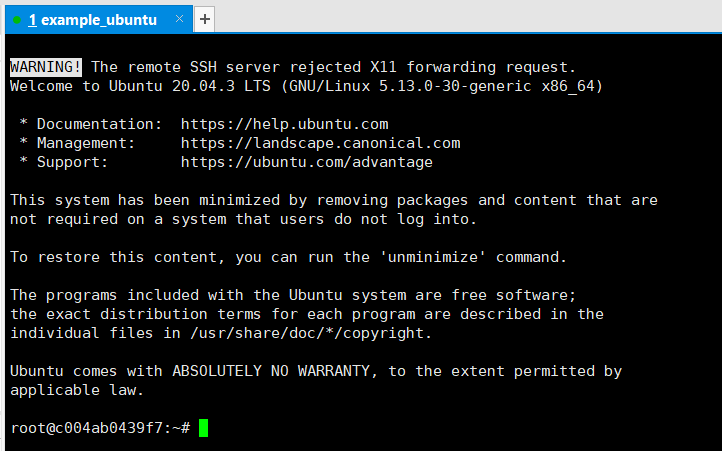 1 example_ubuntu × +
WARNING! The remote SSH server rejected X11 forwarding request.
Welcome to Ubuntu 20.04.3 LTS (GNU/Linux 5.13.0-30-generic x86_64)
* Documentation:  https://help.ubuntu.com
* Management:     https://landscape.canonical.com
* Support:        https://ubuntu.com/advantage
This system has been minimized by removing packages and content that are
not required on a system that users do not log into.
To restore this content, you can run the 'unminimize' command.
The programs included with the Ubuntu system are free software;
the exact distribution terms for each program are described in the
individual files in /usr/share/doc/*/copyright.
Ubuntu comes with ABSOLUTELY NO WARRANTY, to the extent permitted by
applicable law.
root@c004ab0439f7:~#